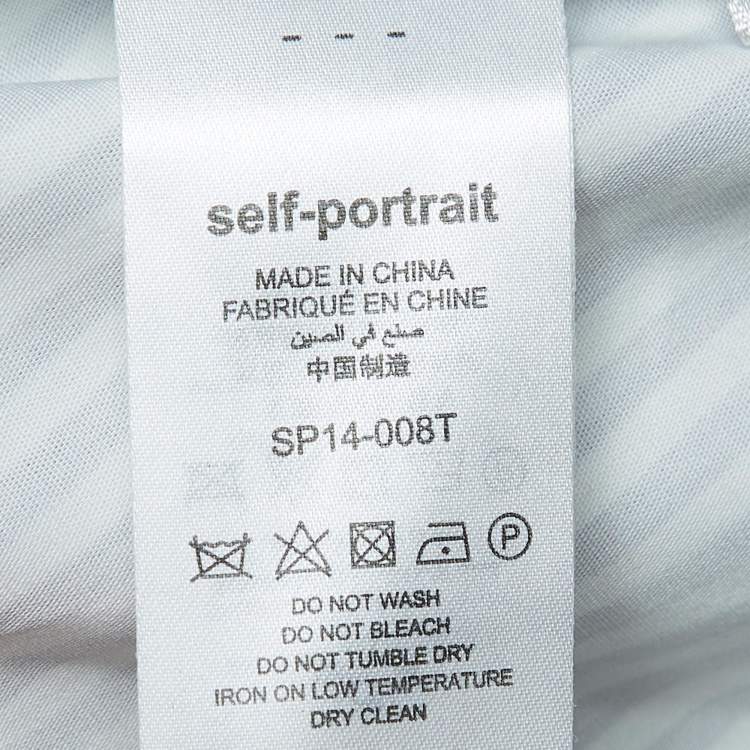 self-portrait
MADE IN CHINA
FABRIQUÉ EN CHINE
صنع في الصين
中国制造
SP14-008T
P
DO NOT WASH
DO NOT BLEACH
DO NOT TUMBLE DRY
IRON ON LOW TEMPERATURE
DRY CLEAN